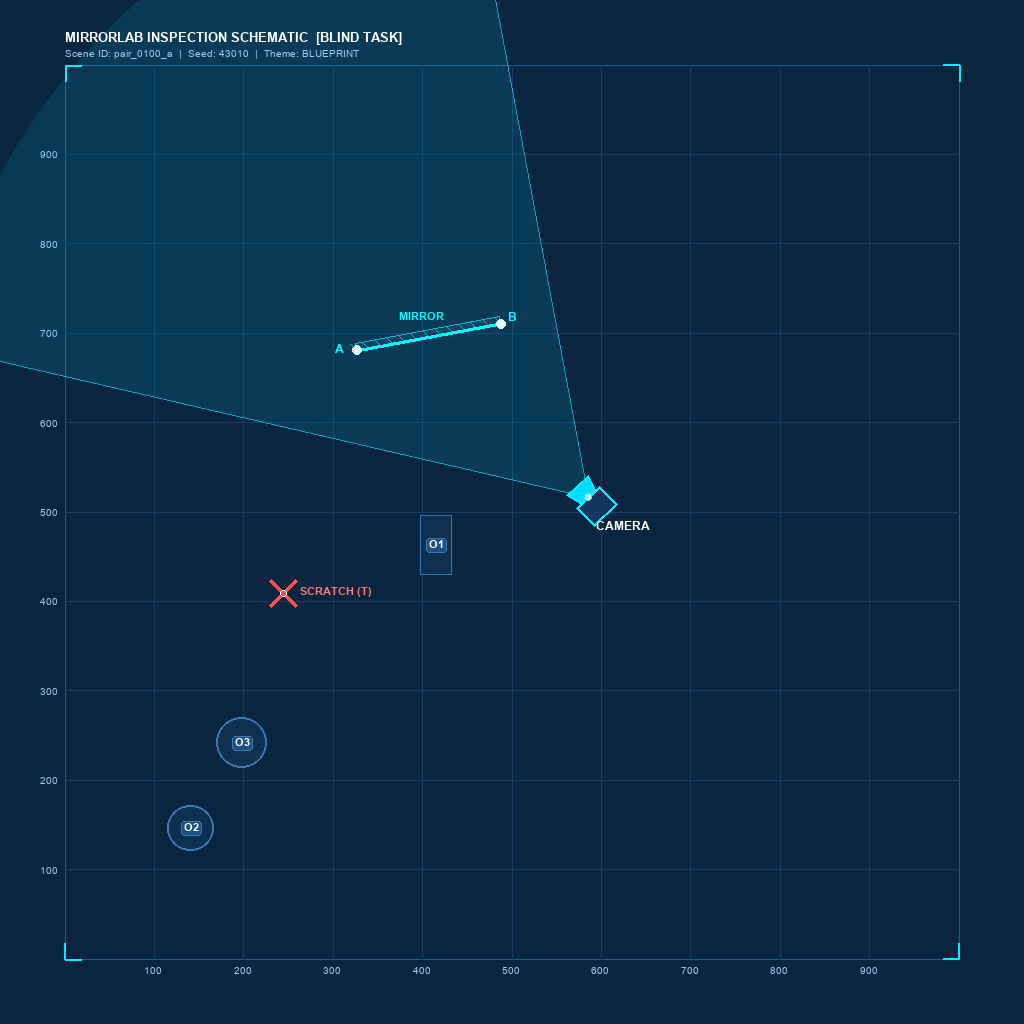 MIRRORLAB INSPECTION SCHEMATIC [BLIND TASK]
Scene ID: pair_0100_a | Seed: 43010 | Theme: BLUEPRINT
900
800
MIRROR
B
700
A
600
500
CAMERA
O1
SCRATCH (T)
400
300
O3
200
O2
100
100 200 300 400 500 600 700 800 900